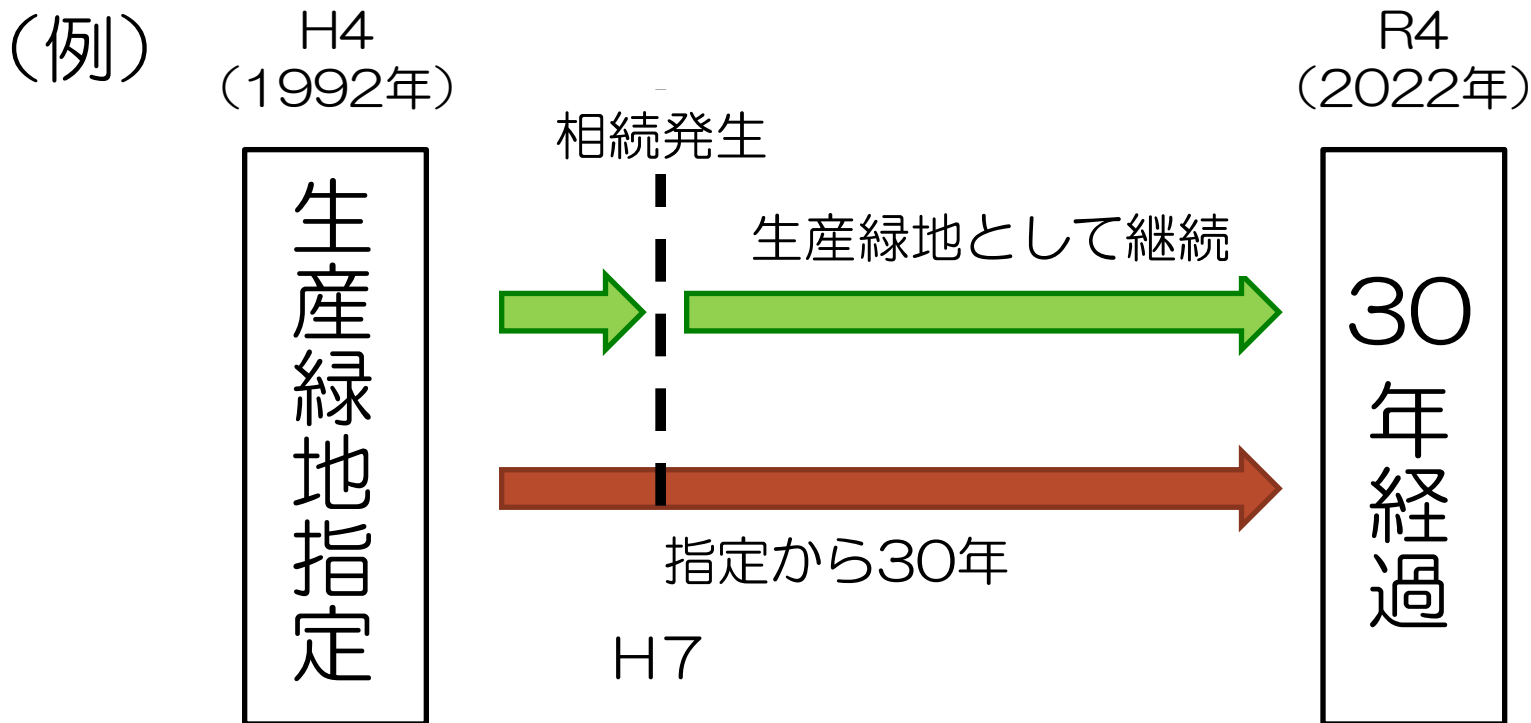 （例）
H4
（1992年）
R4
（2022年）
相続発生
生産緑地指定
生産緑地として継続
30年経過
指定から30年
H7